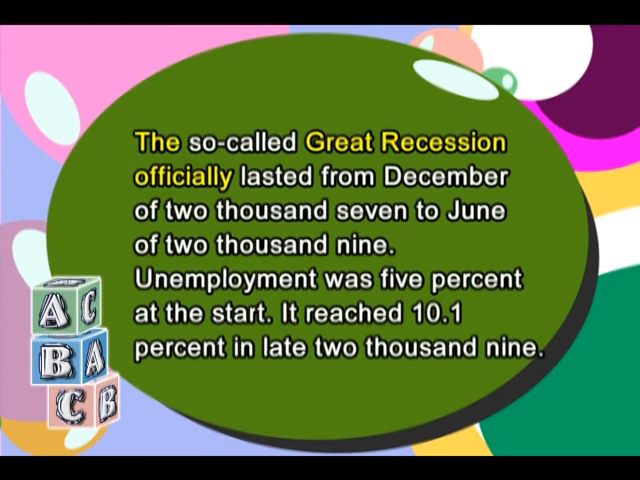 The so-called Great Recession
officially lasted from December
of two thousand seven to June
of two thousand nine.
Unemployment was five percent
at the start. It reached 10.1
percent in late two thousand nine.
A C
B A
C B